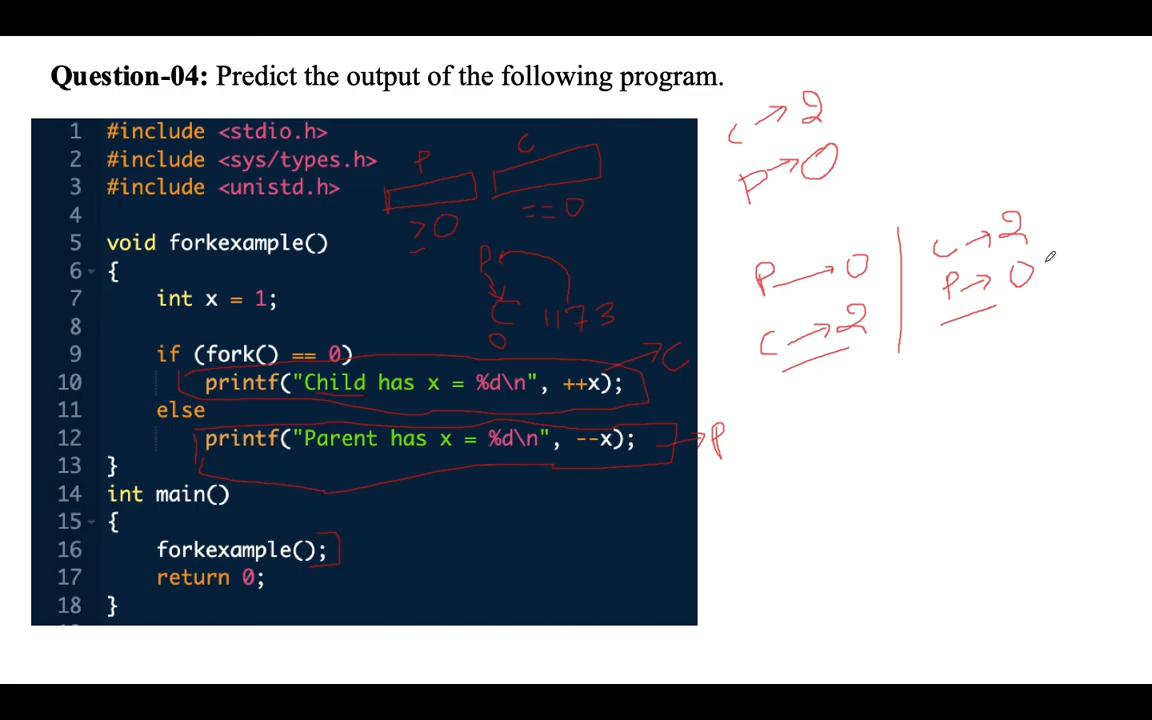 Question-04: Predict the output of the following program.
C → 2
P → 0
1 #include <stdio.h>
2 #include <sys/types.h>
3 #include <unistd.h>
4
5 void forkexample()
6 {
7 int x = 1;
8
9 if (fork() == 0)
10 printf("Child has x = %d\n", ++x);
11 else
12 printf("Parent has x = %d\n", --x);
13 }
14 int main()
15 {
16 forkexample();
17 return 0;
18 }
P C
>0 == 0
P
C 1173
0
→ C
→ P
P → 0
C → 2
C → 2
P → 0